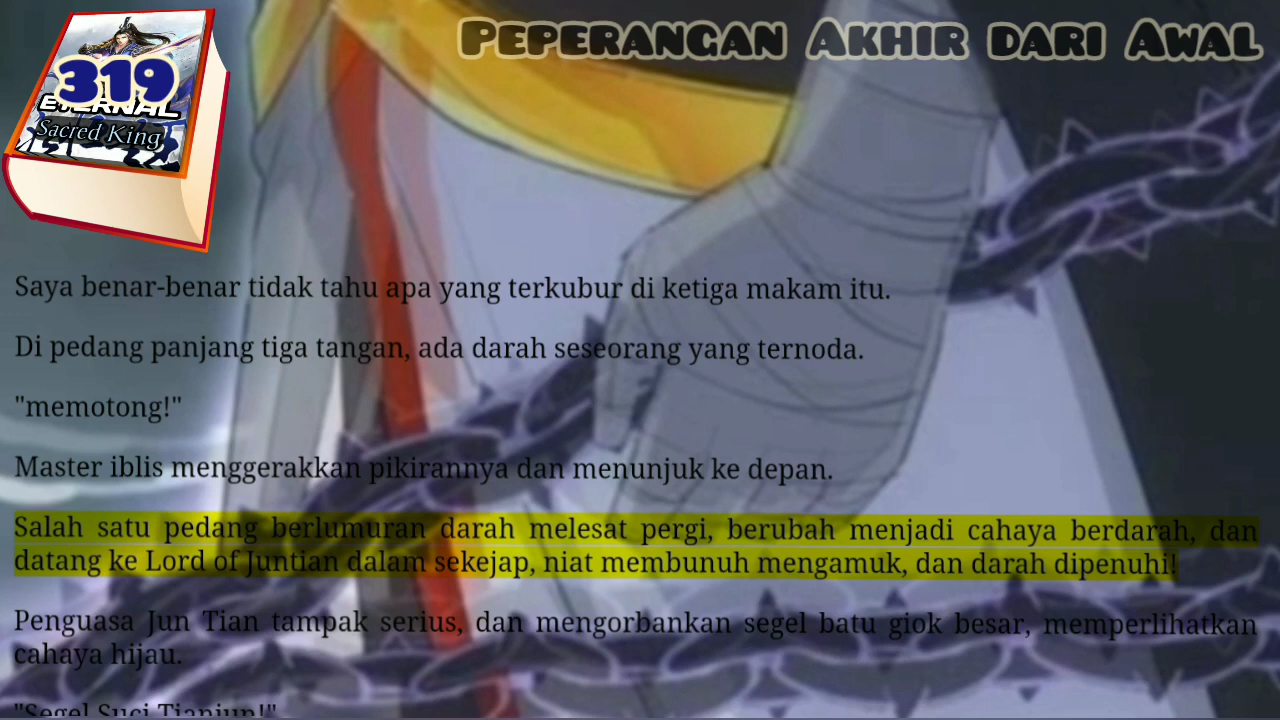 Peperangan Akhir dari Awal
319
ETERNAL
Sacred King
Saya benar-benar tidak tahu apa yang terkubur di ketiga makam itu.
Di pedang panjang tiga tangan, ada darah seseorang yang ternoda.
"memotong!"
Master iblis menggerakkan pikirannya dan menunjuk ke depan.
Salah satu pedang berlumuran darah melesat pergi, berubah menjadi cahaya berdarah, dan
datang ke Lord of Juntian dalam sekejap, niat membunuh mengamuk, dan darah dipenuhi!
Penguasa Jun Tian tampak serius, dan mengorbankan segel batu giok besar, memperlihatkan
cahaya hijau.
"Segel Suci Tianjun!"